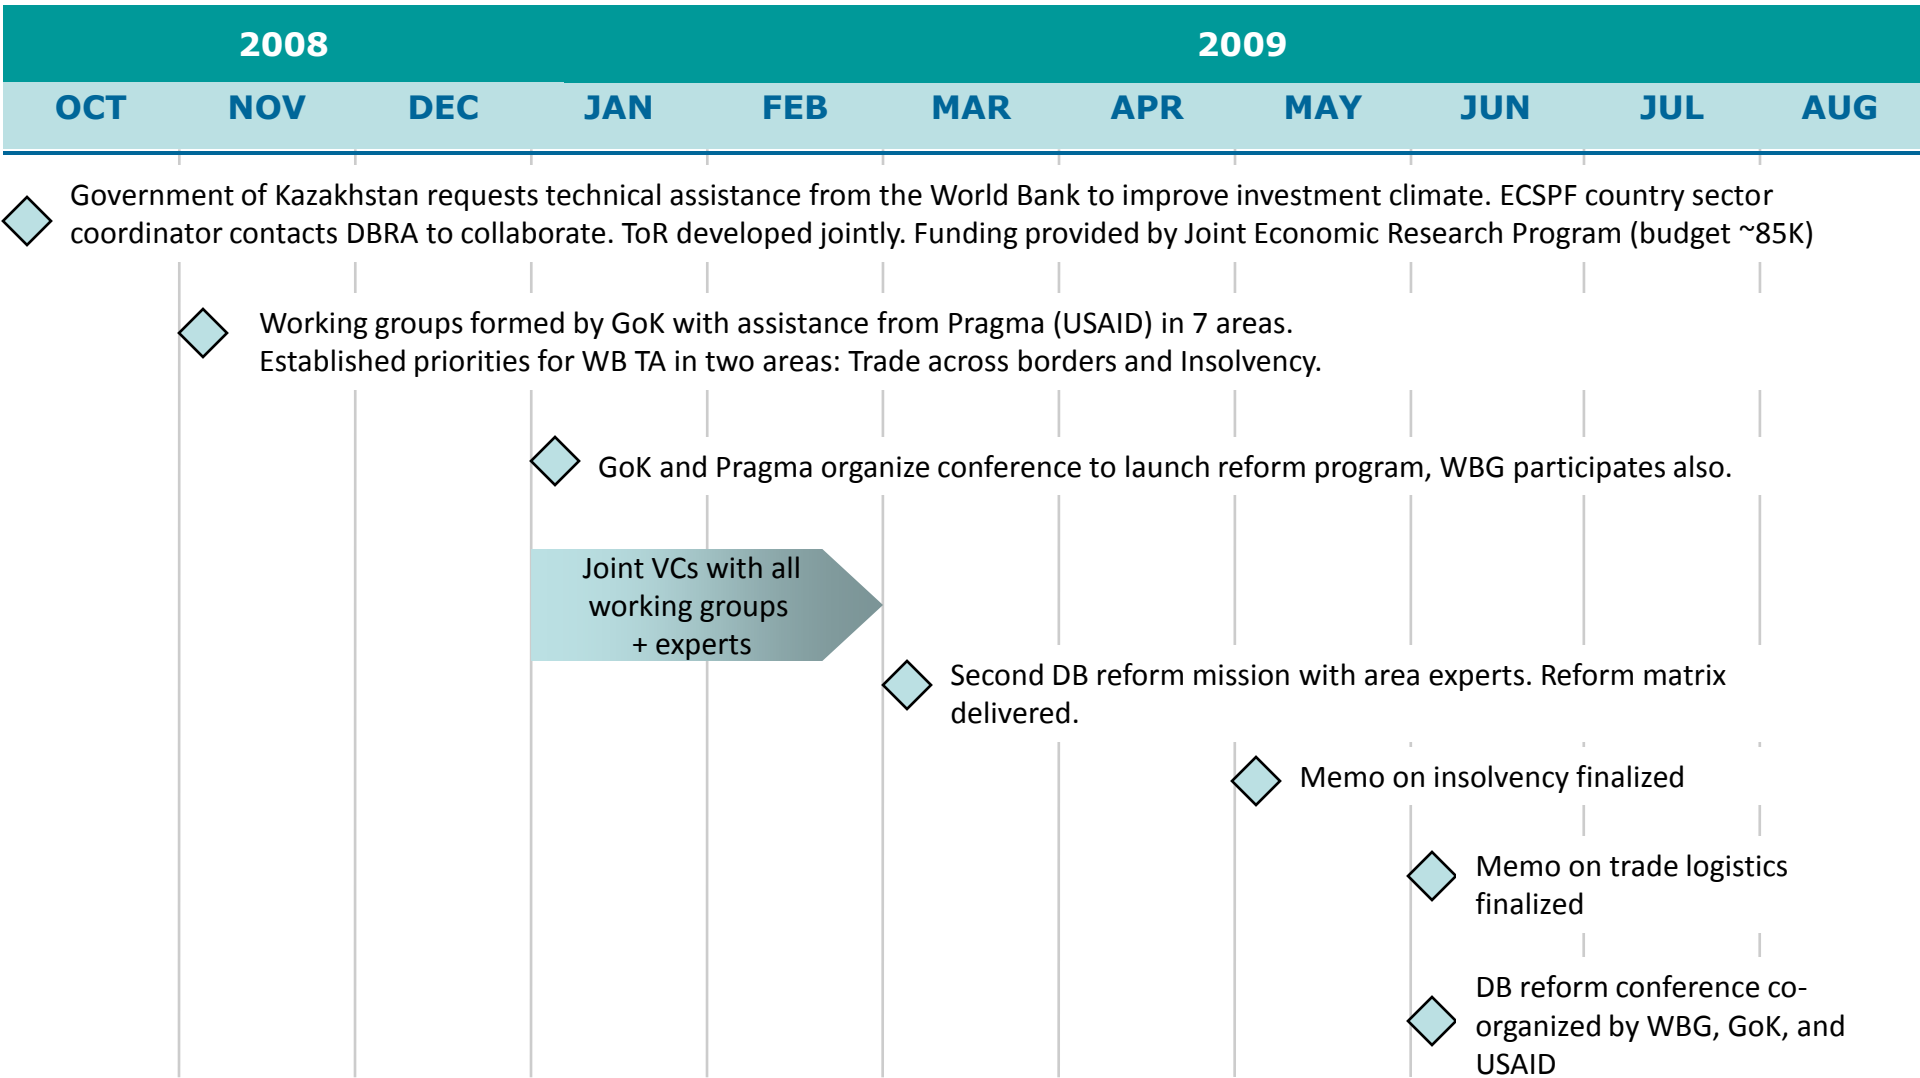 2008 2009
OCT NOV DEC JAN FEB MAR APR MAY JUN JUL AUG
Government of Kazakhstan requests technical assistance from the World Bank to improve investment climate. ECSPF country sector
coordinator contacts DBRA to collaborate. ToR developed jointly. Funding provided by Joint Economic Research Program (budget ~85K)
Working groups formed by GoK with assistance from Pragma (USAID) in 7 areas.
Established priorities for WB TA in two areas: Trade across borders and Insolvency.
GoK and Pragma organize conference to launch reform program, WBG participates also.
Joint VCs with all
working groups
+ experts
Second DB reform mission with area experts. Reform matrix
delivered.
Memo on insolvency finalized
Memo on trade logistics
finalized
DB reform conference co-
organized by WBG, GoK, and
USAID